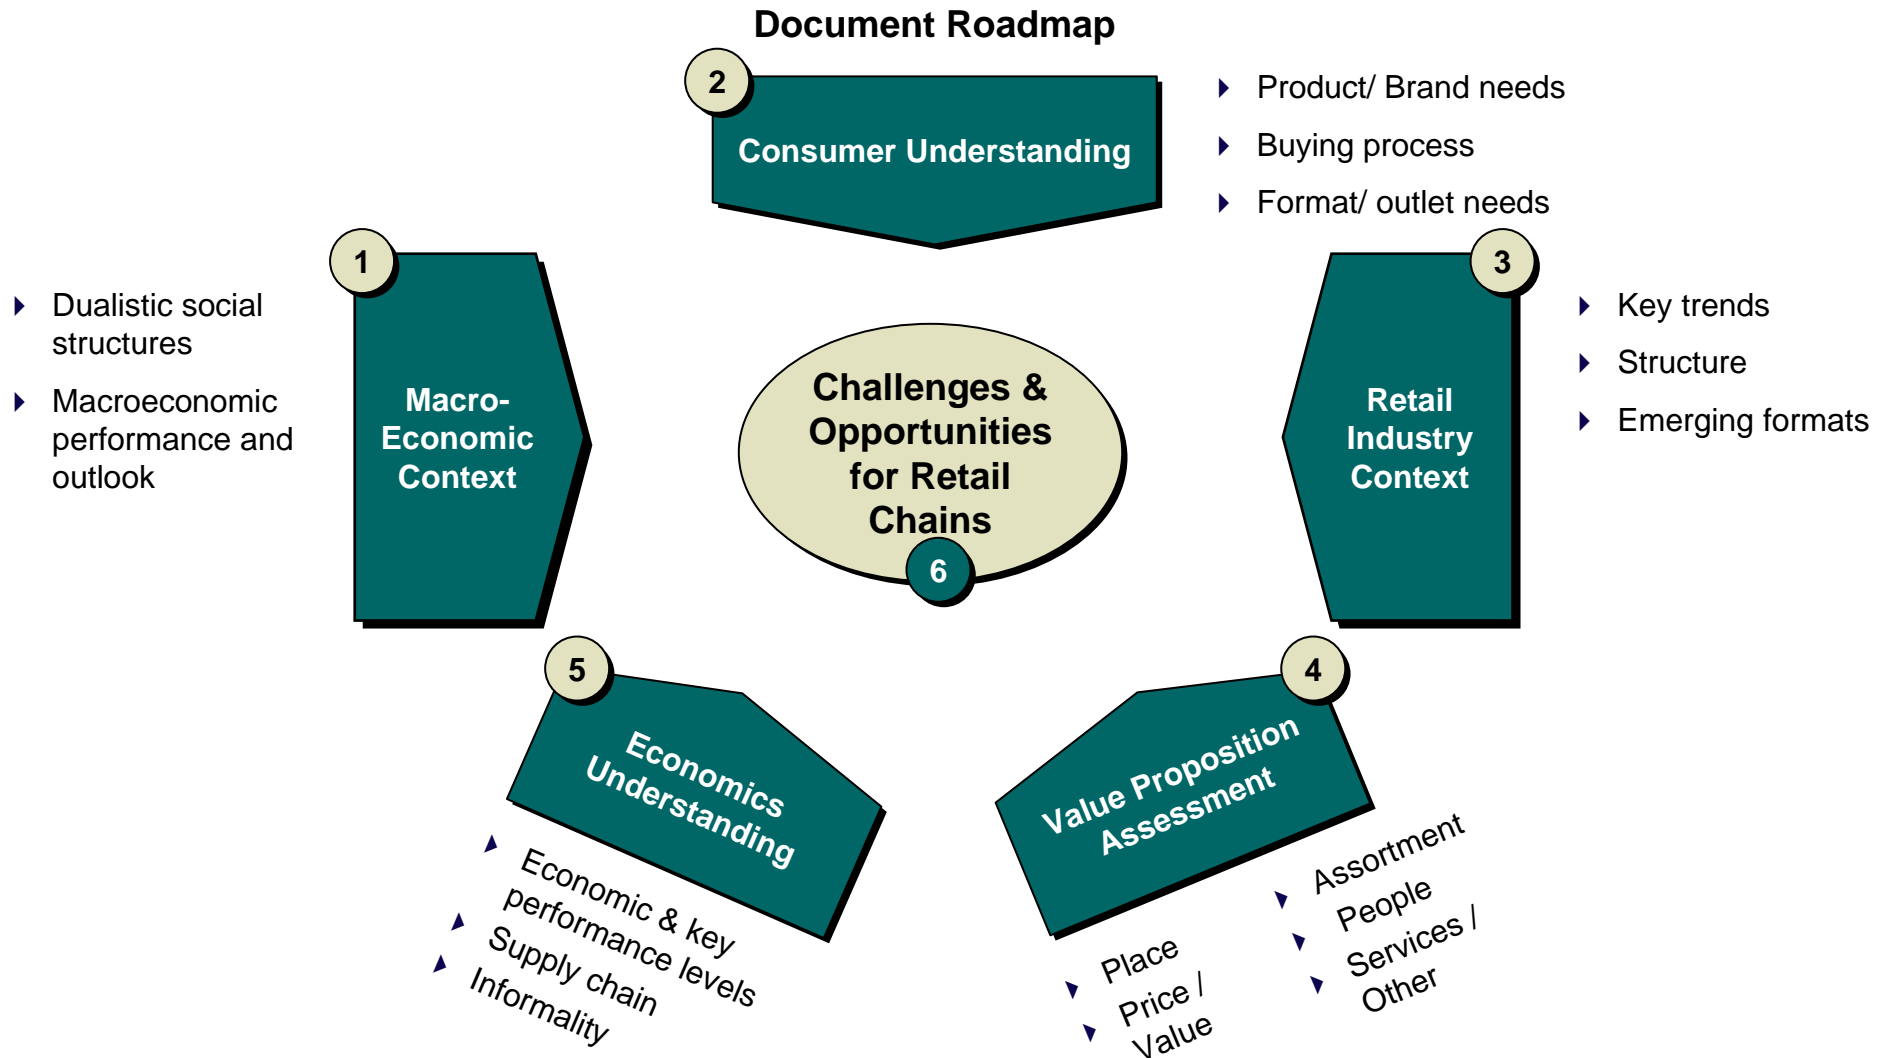 Document Roadmap
2
Consumer Understanding
Product/ Brand needs
Buying process
Format/ outlet needs
1
Macro-
Economic
Context
Dualistic social
structures
Macroeconomic
performance and
outlook
Challenges &
Opportunities
for Retail
Chains
6
3
Retail
Industry
Context
Key trends
Structure
Emerging formats
5
Economics
Understanding
Economic & key
performance levels
Supply chain
Informality
4
Value Proposition
Assessment
Place
Price /
Value
Assortment
People
Services /
Other